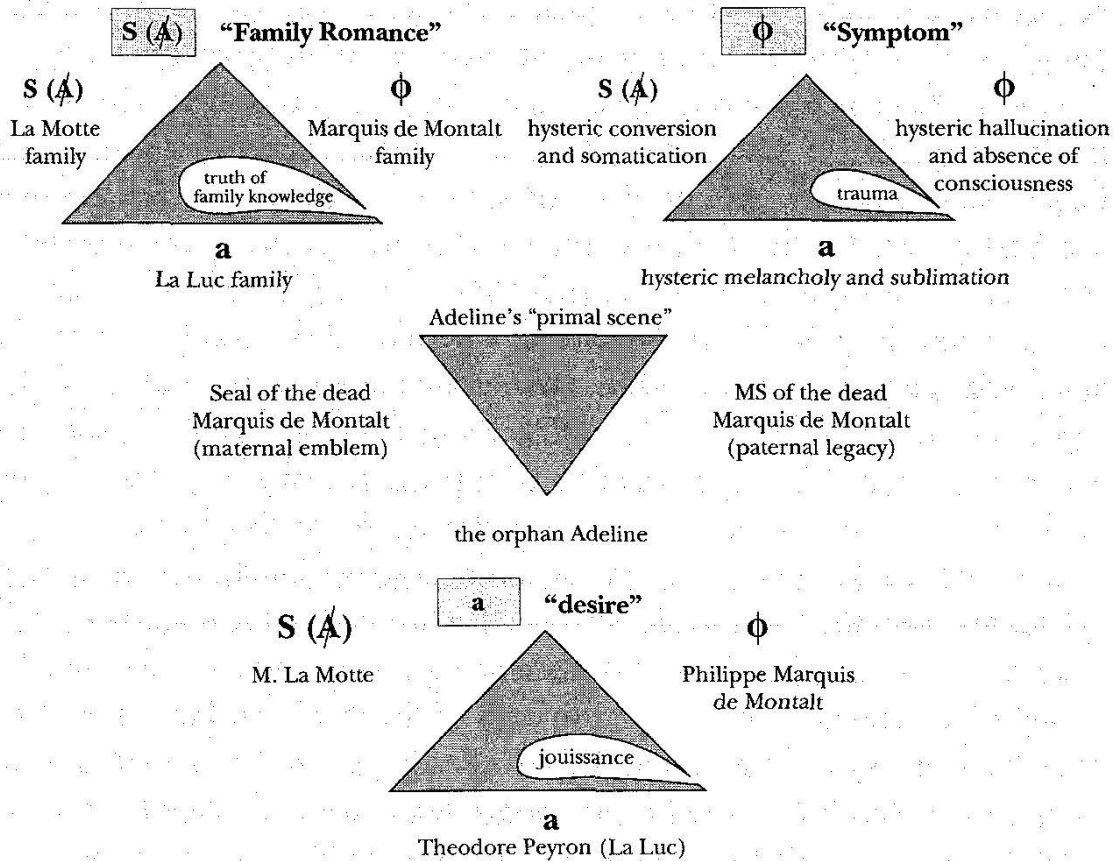 S (Ⱥ) “Family Romance”
S (Ⱥ)
La Motte
family
ϕ
Marquis de Montalt
family
truth of
family knowledge
a
La Luc family
ϕ “Symptom”
S (Ⱥ)
hysteric conversion
and somatication
ϕ
hysteric hallucination
and absence of
consciousness
trauma
a
hysteric melancholy and sublimation
Adeline’s “primal scene”
Seal of the dead
Marquis de Montalt
(maternal emblem)
MS of the dead
Marquis de Montalt
(paternal legacy)
the orphan Adeline
a “desire”
S (Ⱥ)
M. La Motte
ϕ
Philippe Marquis
de Montalt
jouissance
a
Theodore Peyron (La Luc)